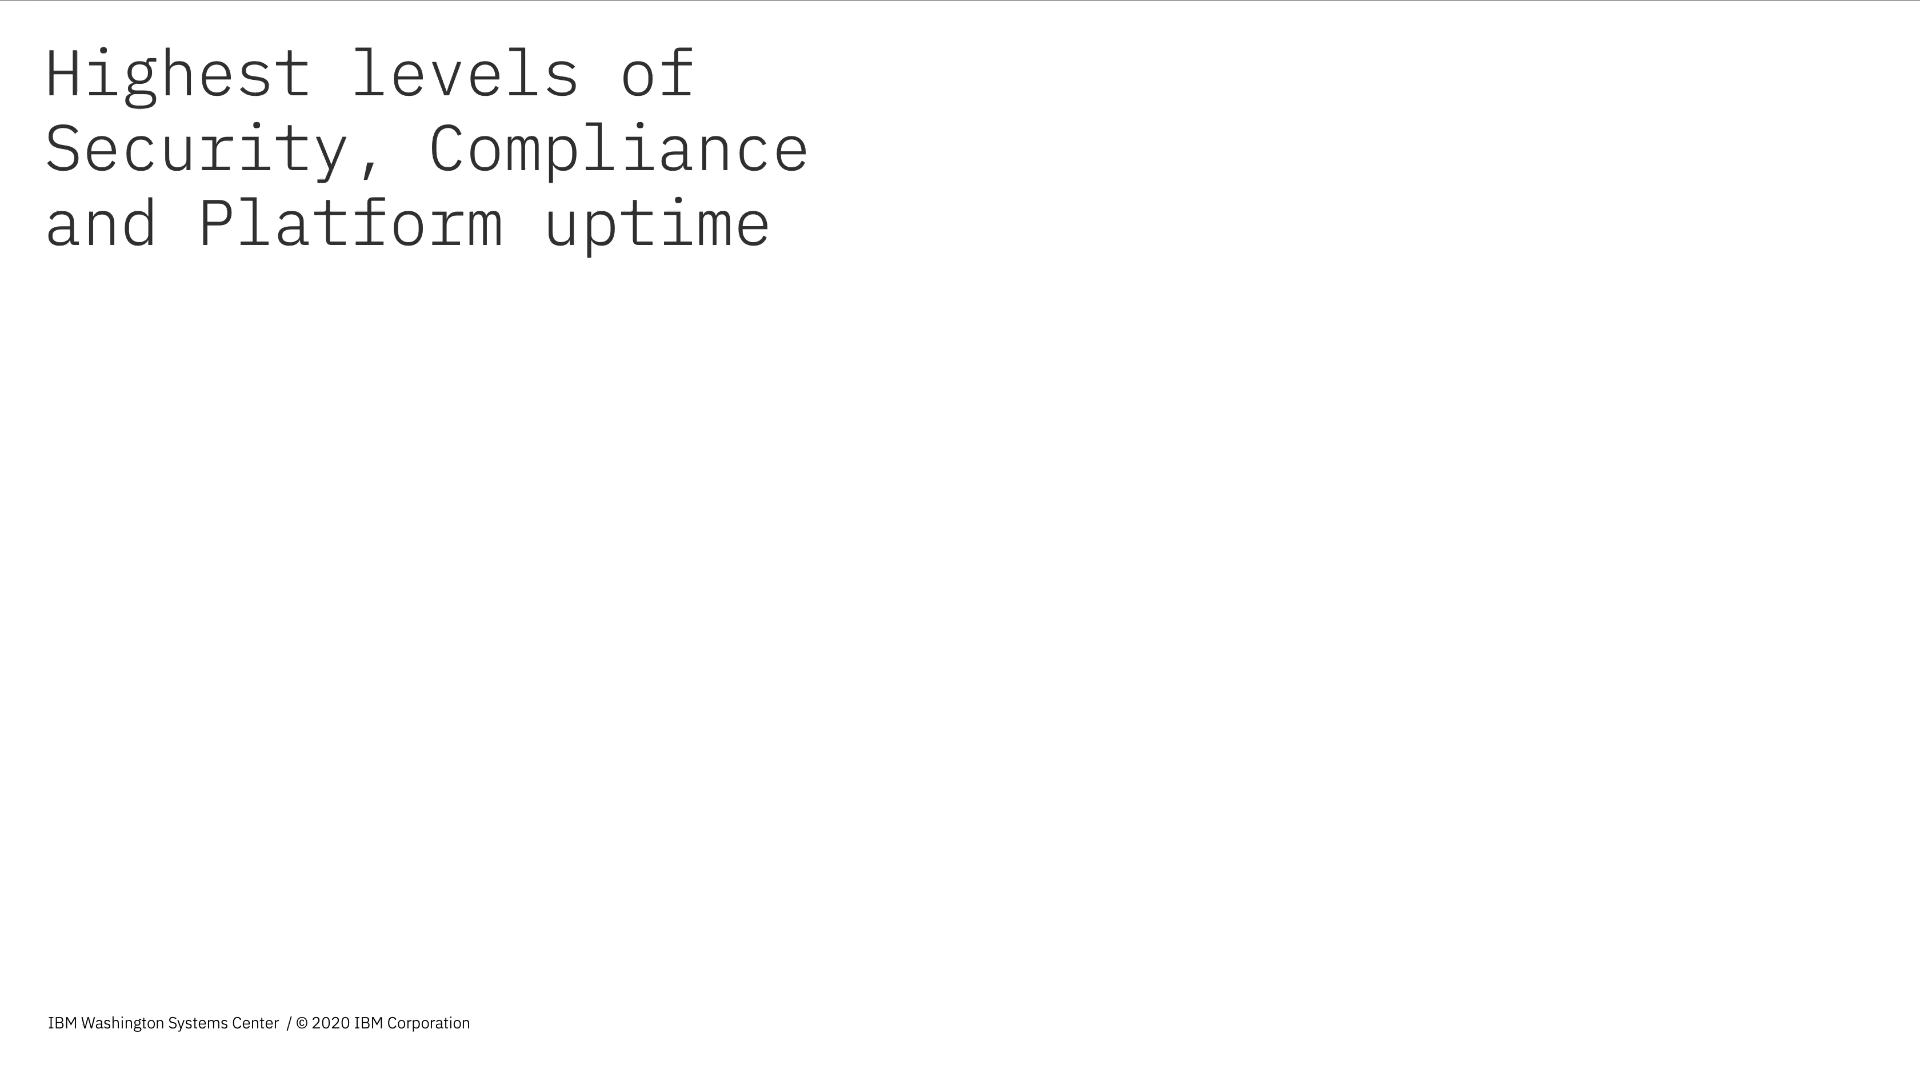 Highest levels of
Security, Compliance
and Platform uptime
IBM Washington Systems Center / © 2020 IBM Corporation